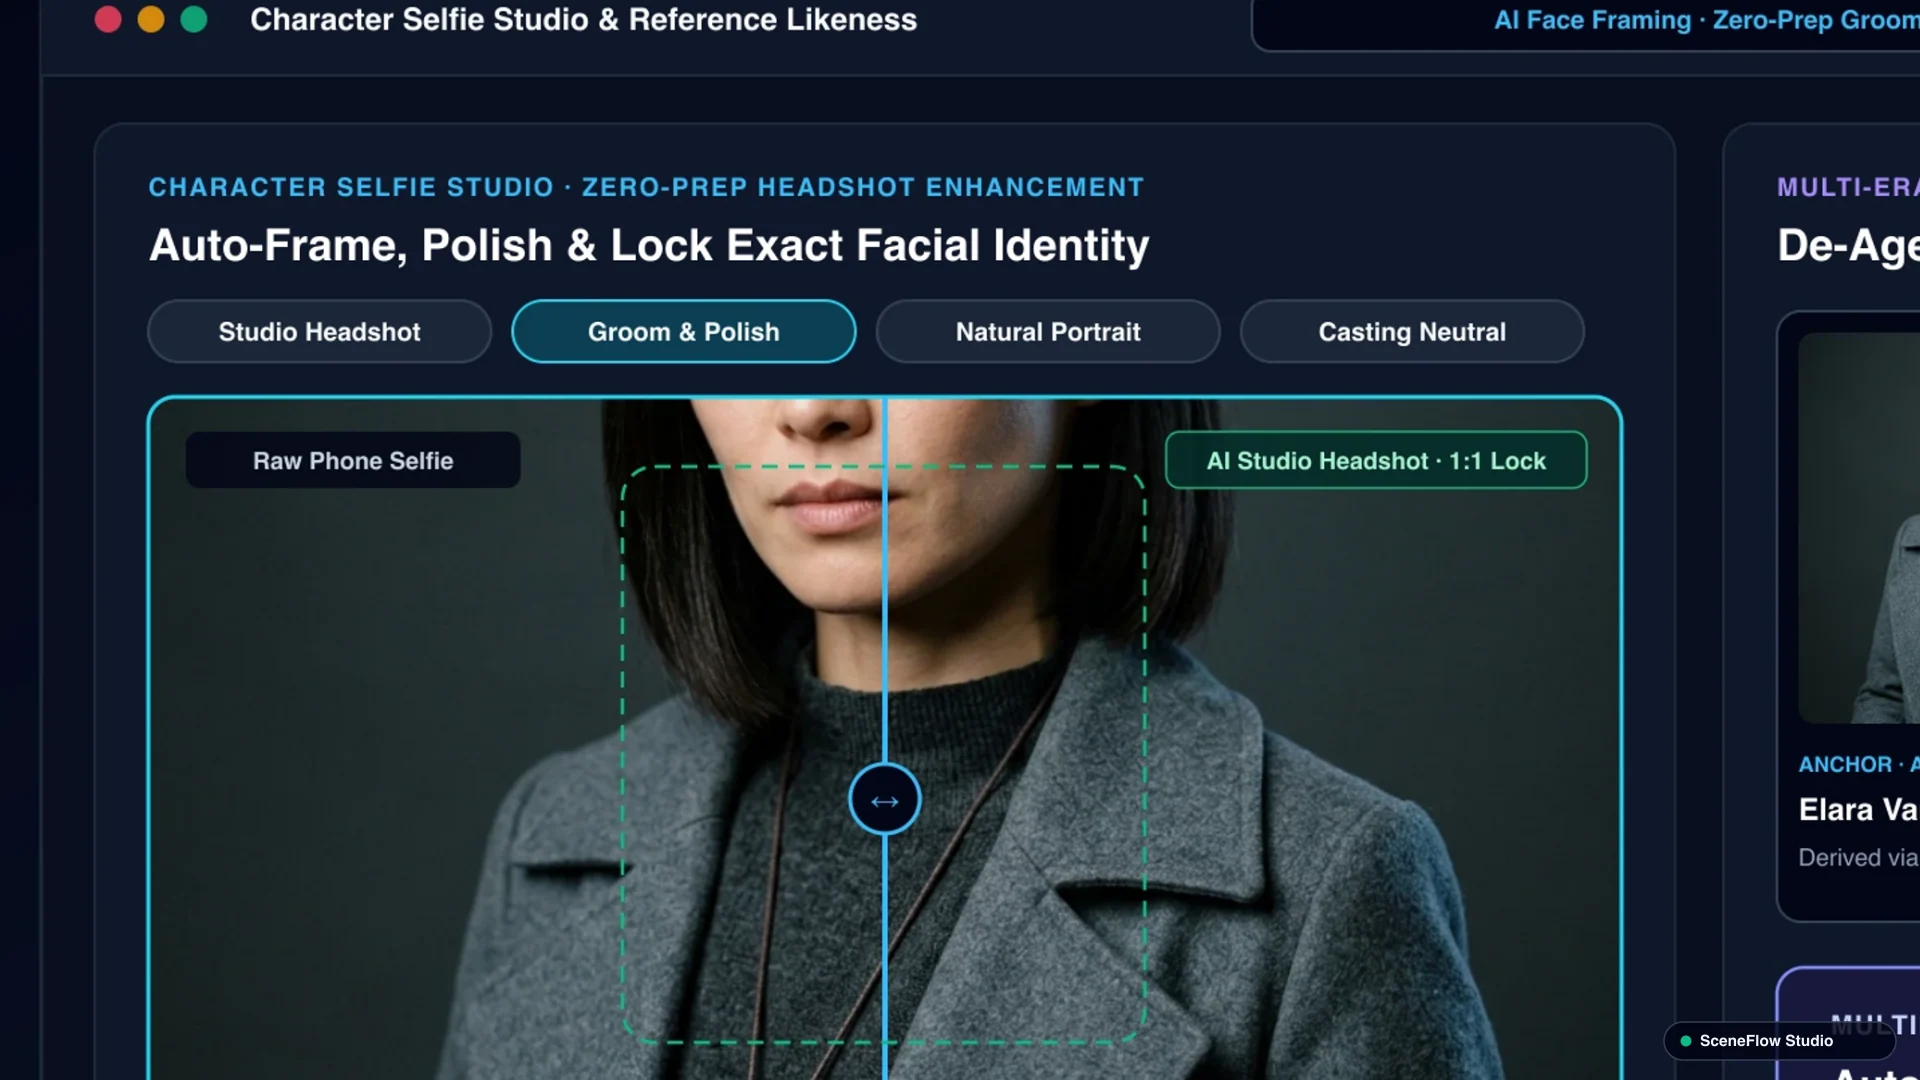 Character Selfie Studio & Reference Likeness
AI Face Framing · Zero-Prep Groom
CHARACTER SELFIE STUDIO · ZERO-PREP HEADSHOT ENHANCEMENT
Auto-Frame, Polish & Lock Exact Facial Identity
Studio Headshot
Groom & Polish
Natural Portrait
Casting Neutral
Raw Phone Selfie
AI Studio Headshot · 1:1 Lock
MULTI-ERA
De-Age
ANCHOR ·
Elara Va
Derived via
MULTI
SceneFlow Studio